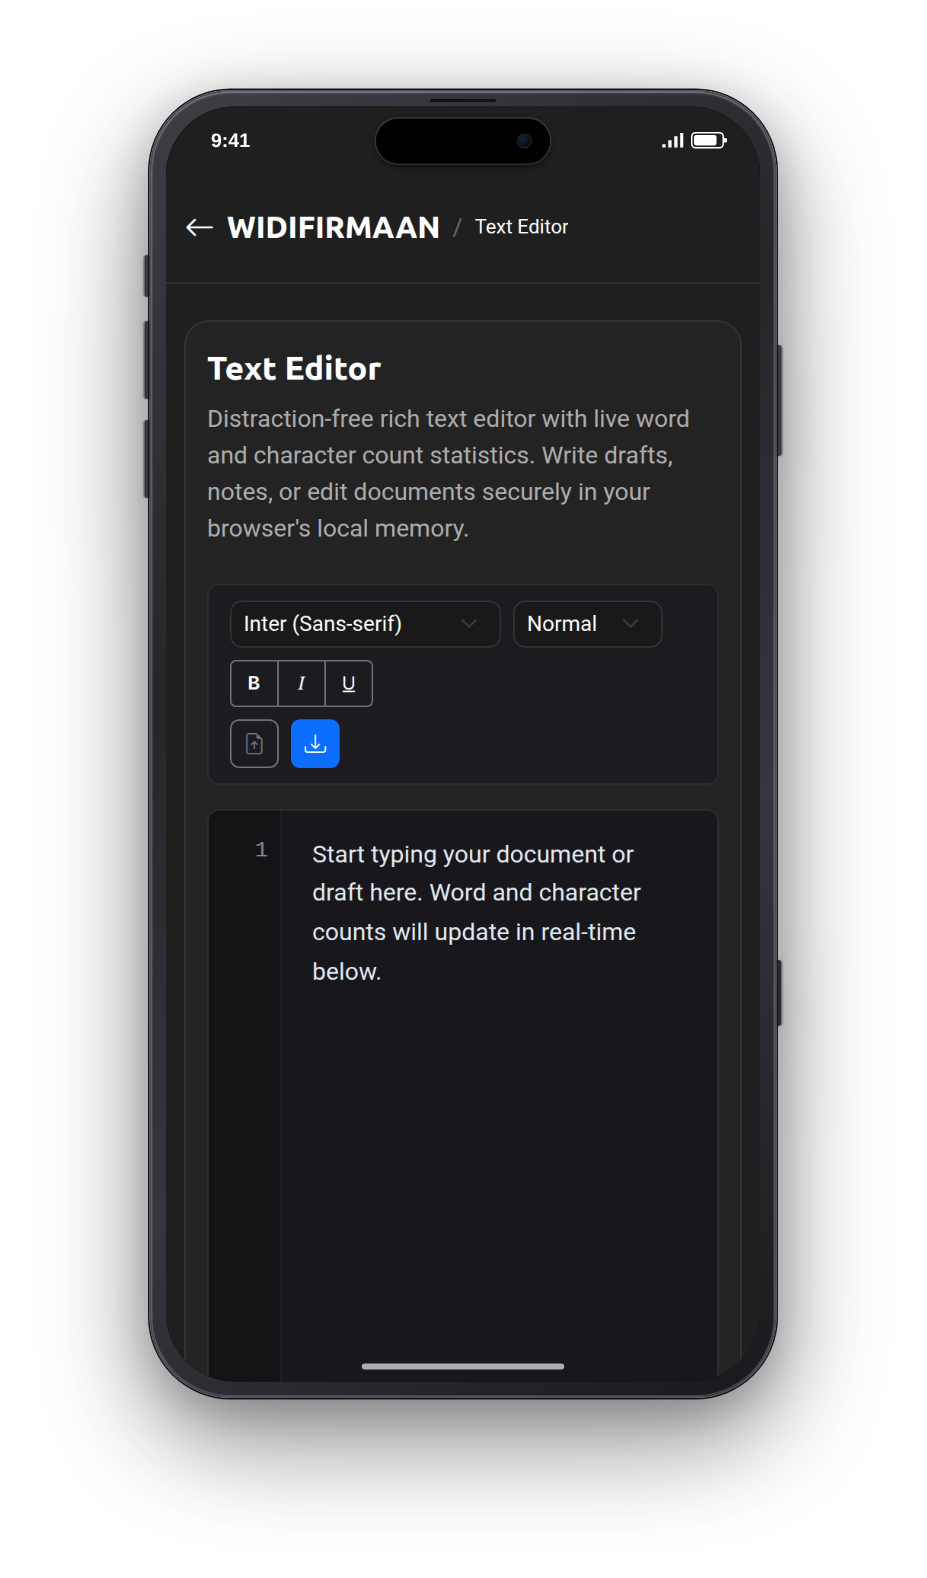 9:41
WIDIFIRMAAN / Text Editor
Text Editor
Distraction-free rich text editor with live word
and character count statistics. Write drafts,
notes, or edit documents securely in your
browser's local memory.
Inter (Sans-serif) Normal
B I U
1
Start typing your document or
draft here. Word and character
counts will update in real-time
below.